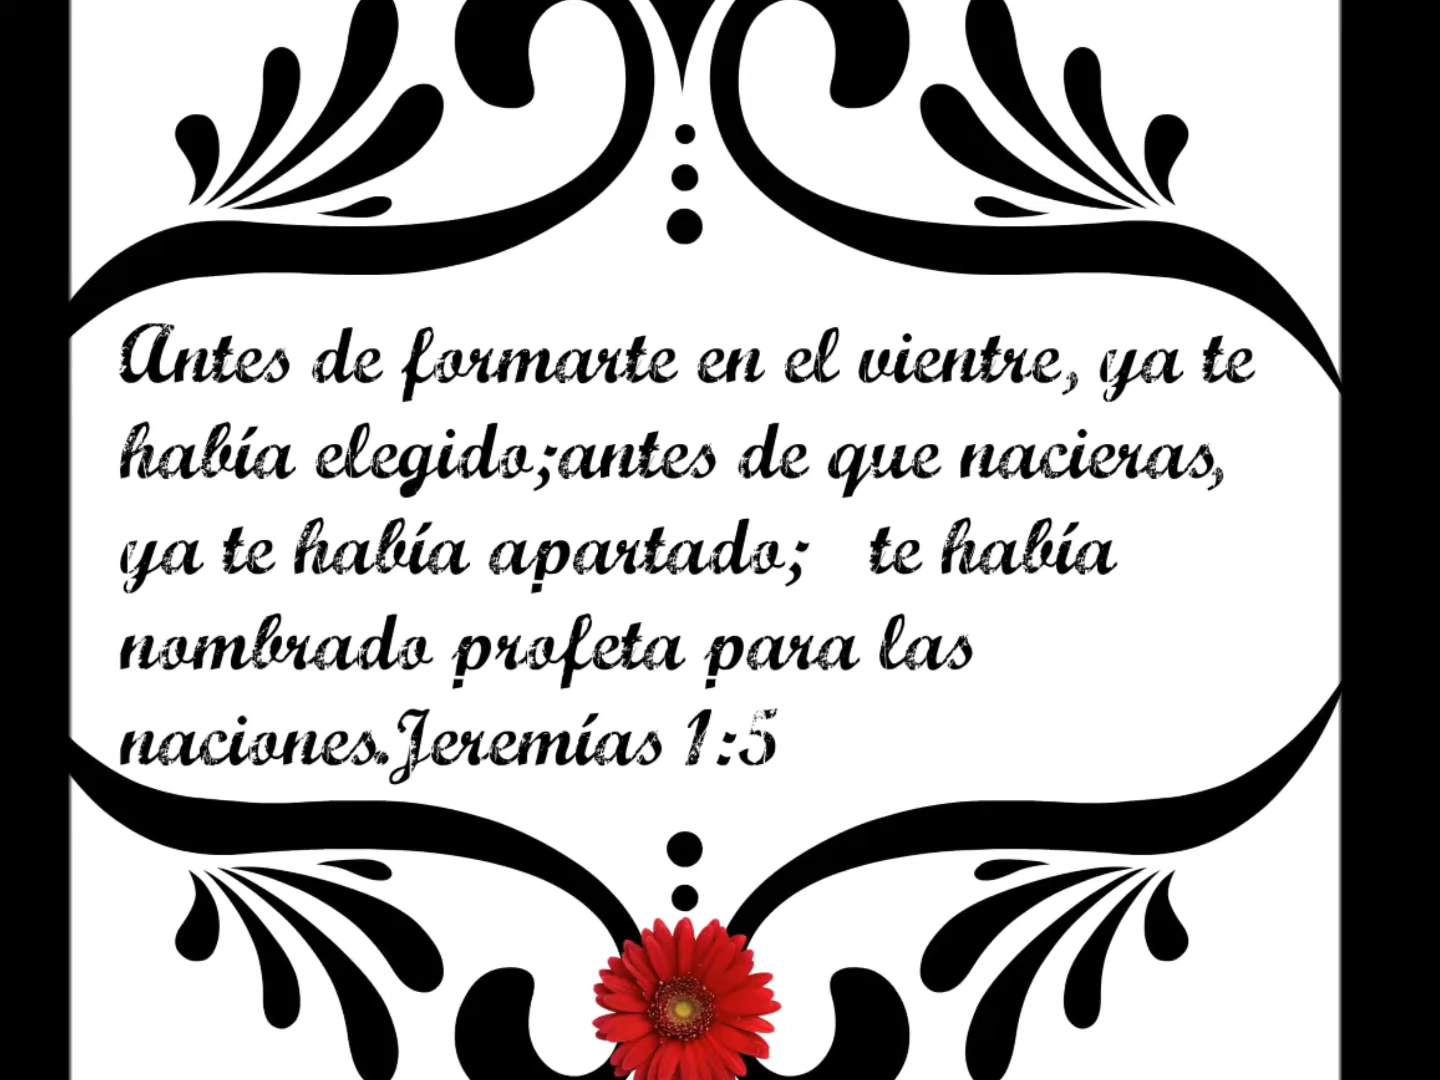 Antes de formarte en el vientre, ya te
había elegido;antes de que nacieras,
ya te había apartado;   te había
nombrado profeta para las
naciones.Jeremías 1:5